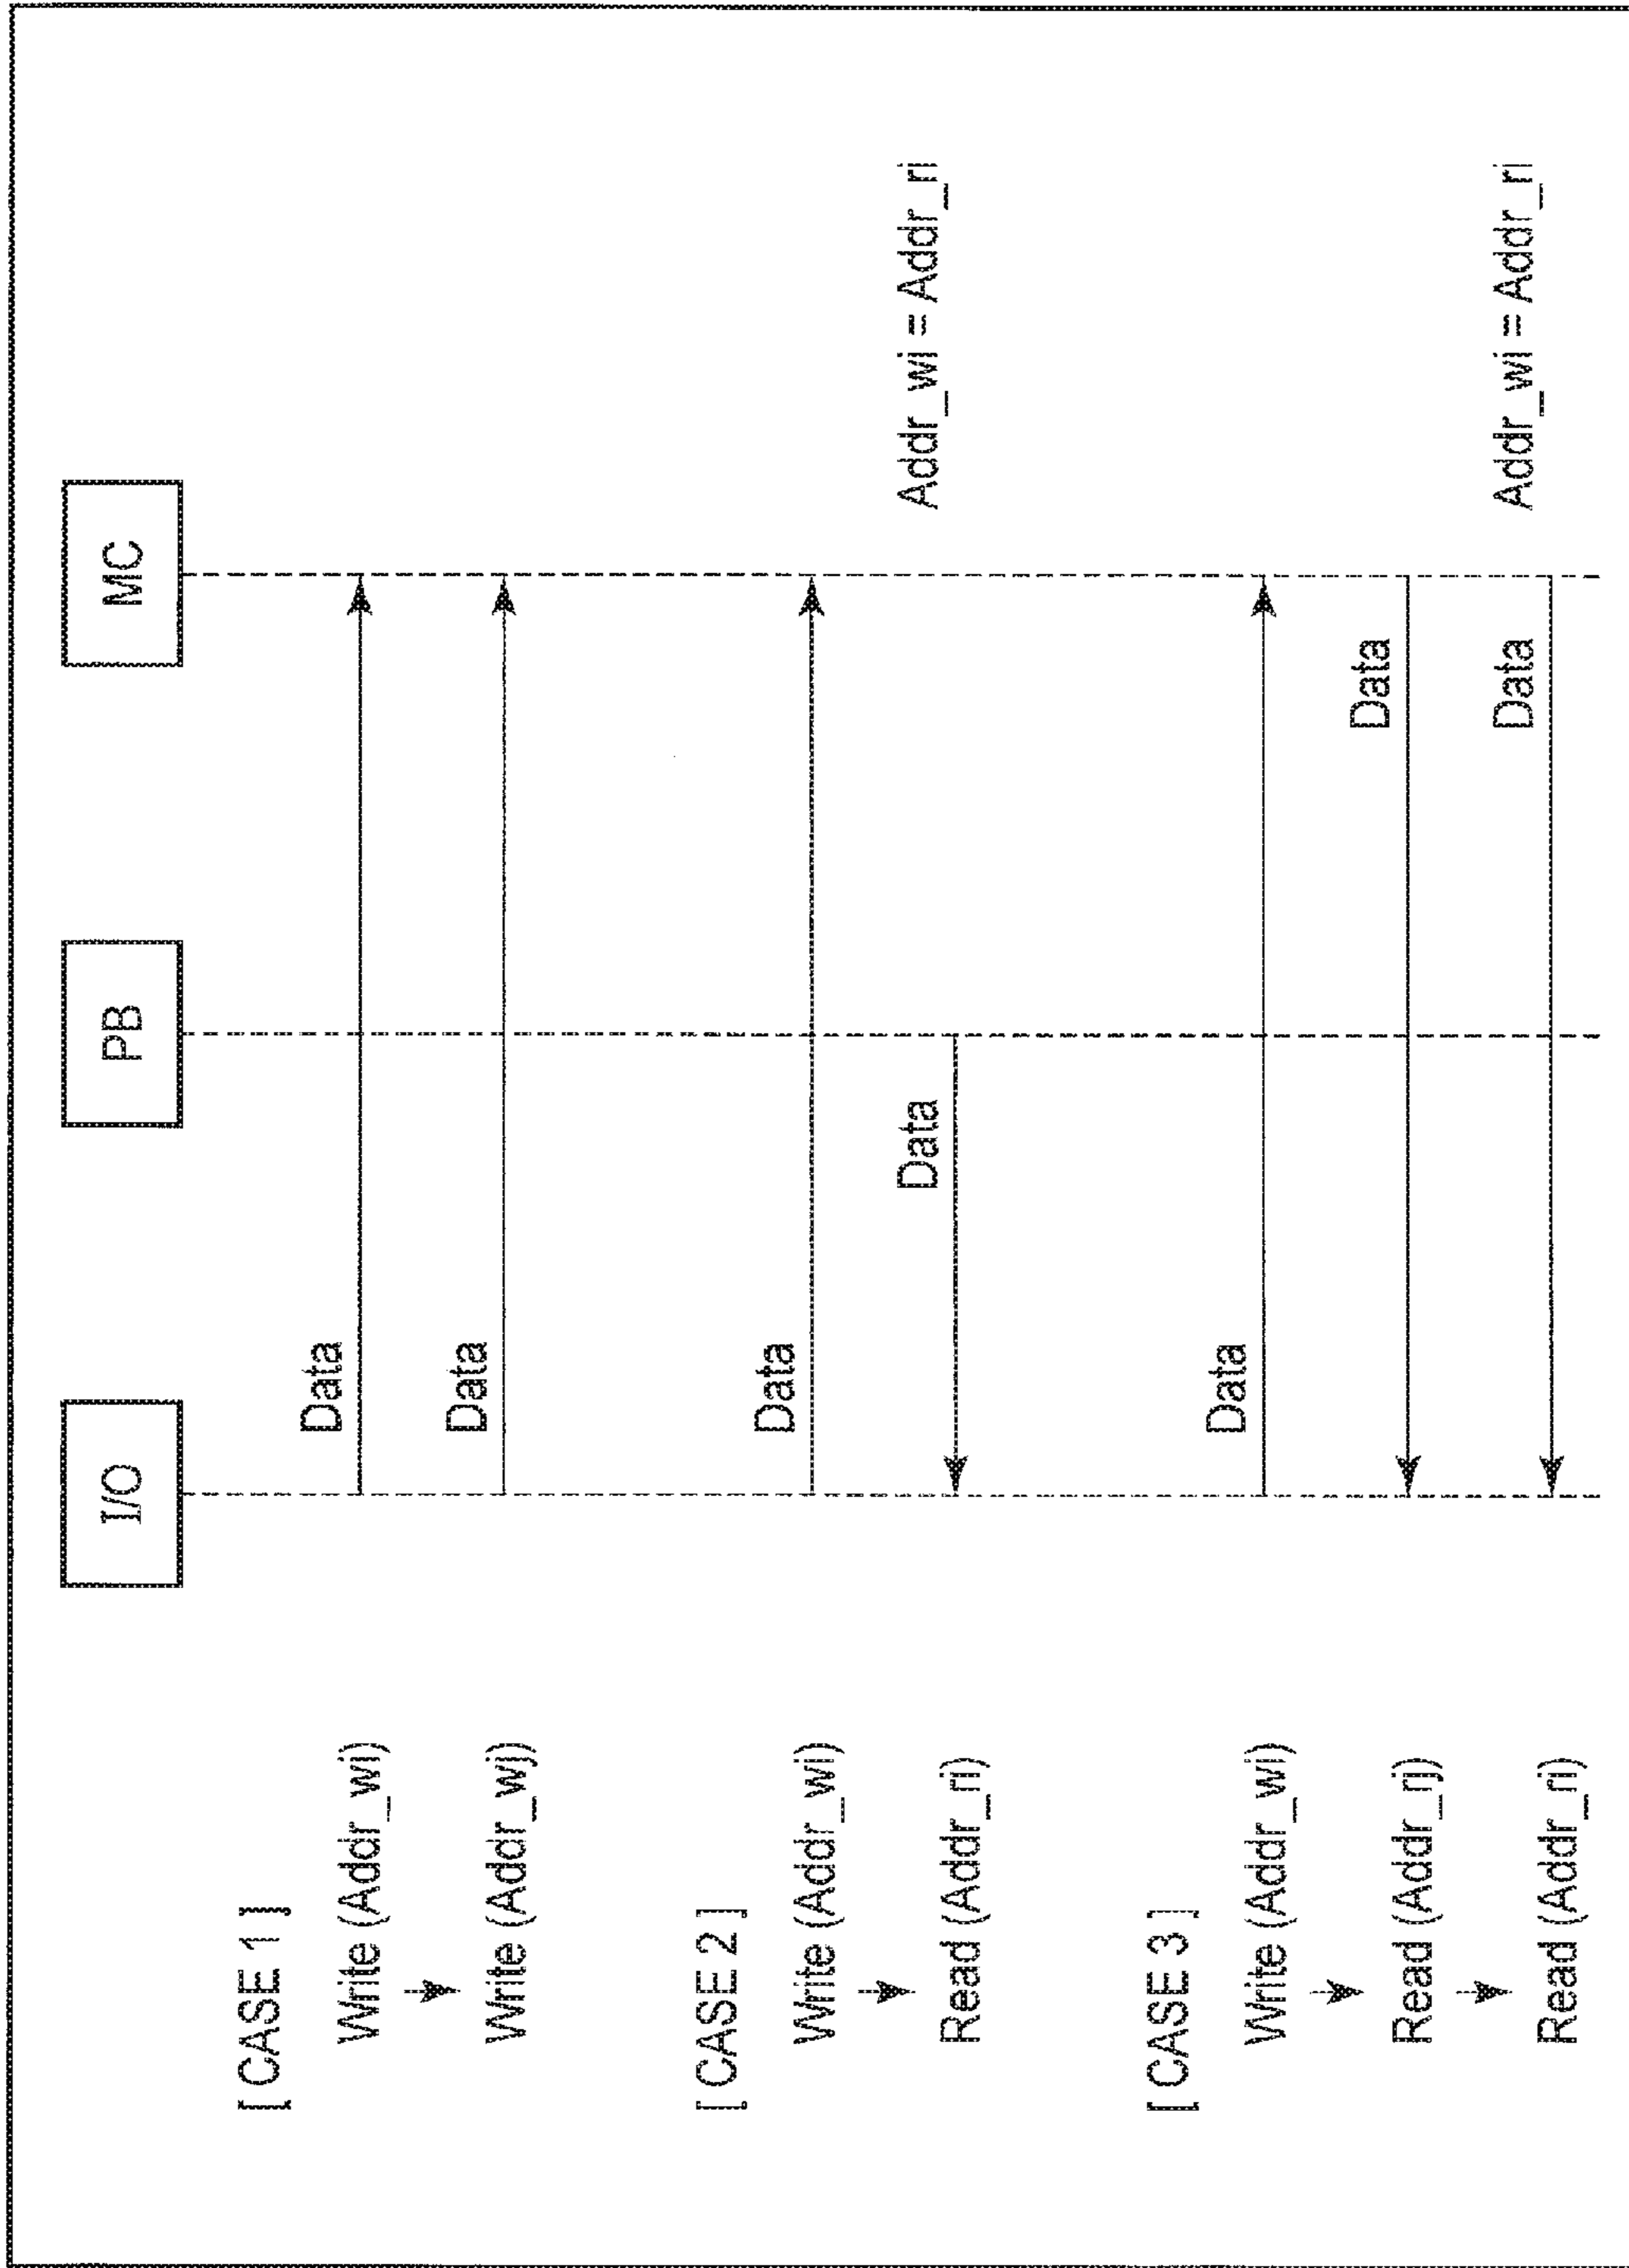 I/O
PB
MC
[ CASE 1 ]
Write (Addr_wi)
Data
Write (Addr_wj)
Data
[ CASE 2 ]
Write (Addr_wi)
Data
Read (Addr_ri)
Data
Addr_wi = Addr_ri
[ CASE 3 ]
Write (Addr_wi)
Data
Read (Addr_rj)
Data
Read (Addr_ri)
Data
Addr_wi = Addr_ri